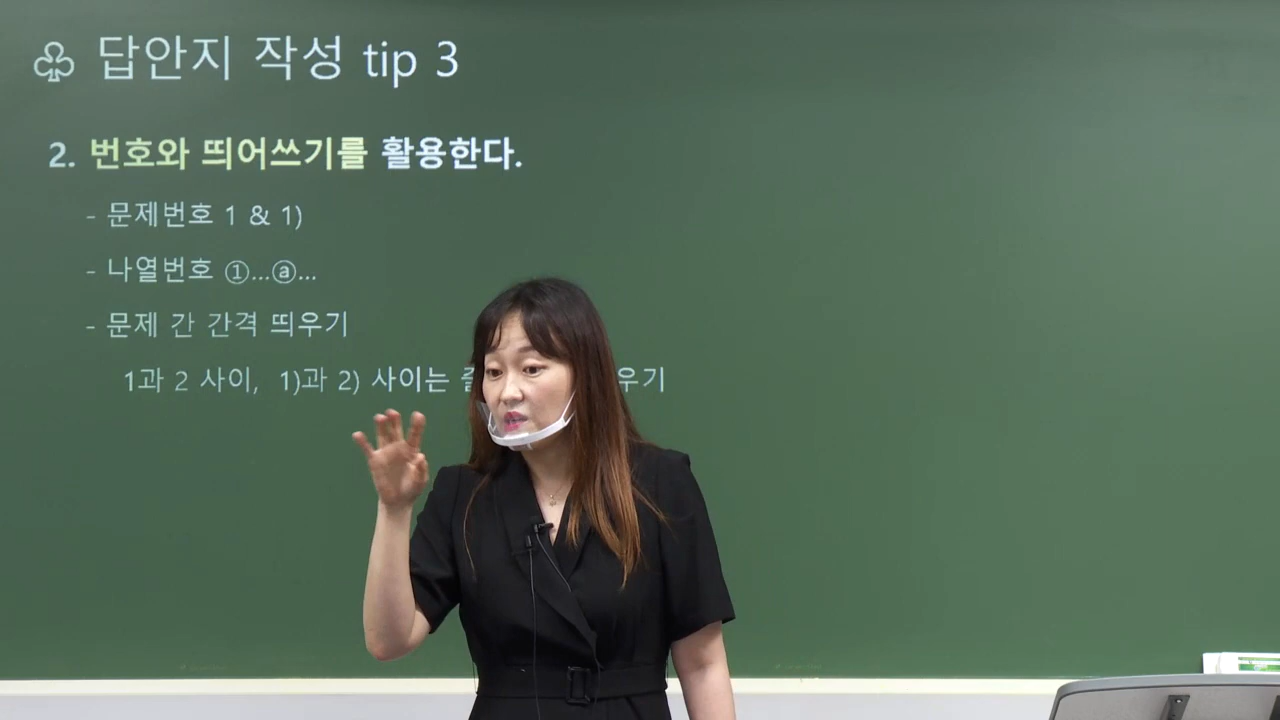 ♧ 답안지 작성 tip 3
2. 번호와 띄어쓰기를 활용한다.
- 문제번호 1 & 1)
- 나열번호 ①...ⓐ...
- 문제 간 간격 띄우기
1과 2 사이, 1)과 2) 사이는